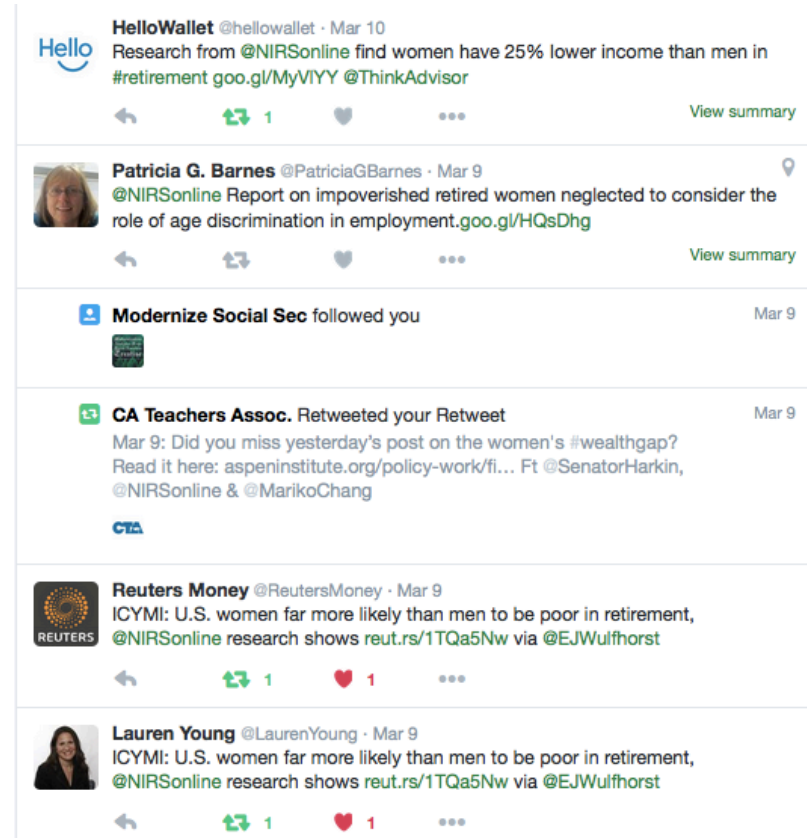 Hello
HelloWallet @hellowallet · Mar 10
Research from @NIRSonline find women have 25% lower income than men in
#retirement goo.gl/MyVlYY @ThinkAdvisor
1
View summary
Patricia G. Barnes @PatriciaGBarnes · Mar 9
@NIRSonline Report on impoverished retired women neglected to consider the
role of age discrimination in employment.goo.gl/HQsDhg
View summary
Modernize Social Sec followed you
Mar 9
CA Teachers Assoc. Retweeted your Retweet
Mar 9
Mar 9: Did you miss yesterday's post on the women's #wealthgap?
Read it here: aspeninstitute.org/policy-work/fi... Ft @SenatorHarkin,
@NIRSonline & @MarikoChang
CTA
REUTERS
Reuters Money @ReutersMoney · Mar 9
ICYMI: U.S. women far more likely than men to be poor in retirement,
@NIRSonline research shows reut.rs/1TQa5Nw via @EJWulfhorst
1 1
Lauren Young @LaurenYoung · Mar 9
ICYMI: U.S. women far more likely than men to be poor in retirement,
@NIRSonline research shows reut.rs/1TQa5Nw via @EJWulfhorst
1 1